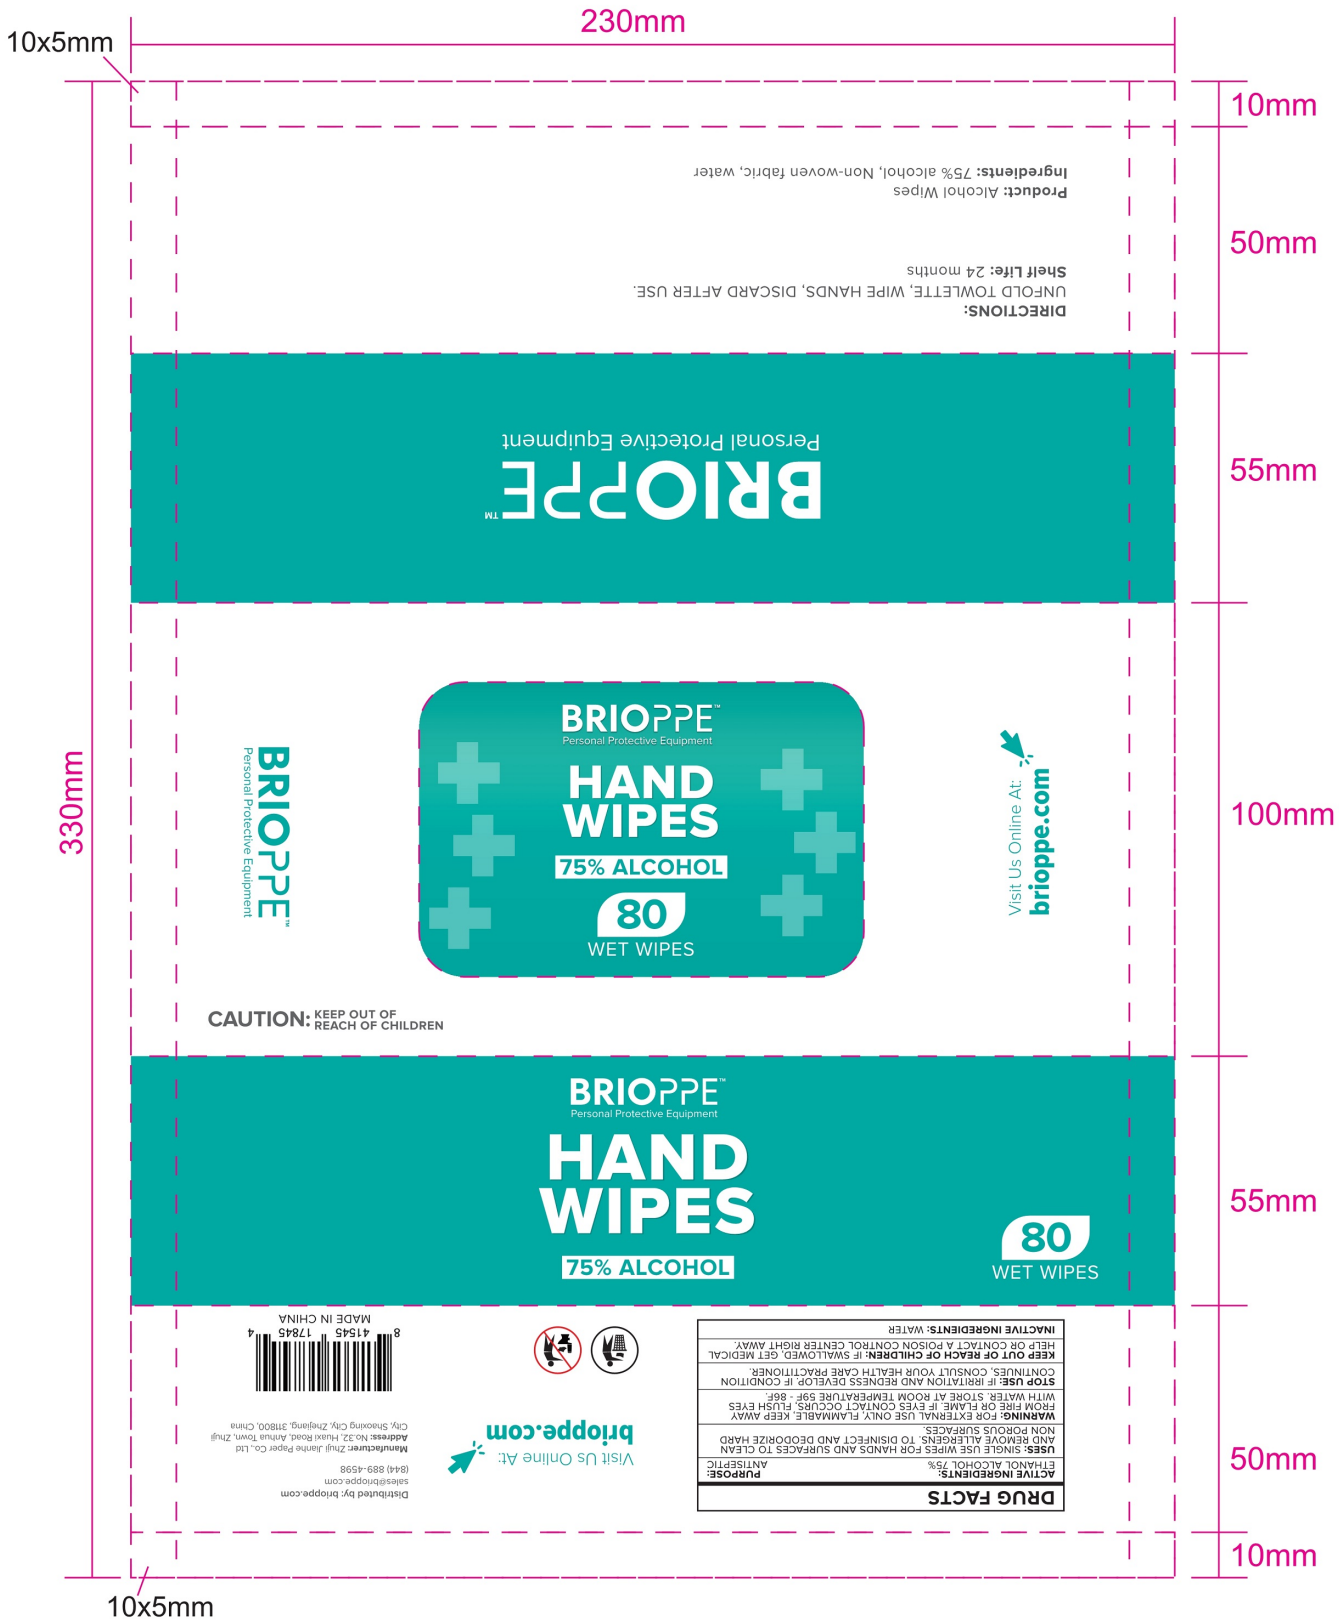 230mm
10x5mm
10mm
50mm
55mm
100mm
55mm
50mm
10mm
330mm
10x5mm
DIRECTIONS:
UNFOLD TOWLETTE, WIPE HANDS, DISCARD AFTER USE.
Shelf Life: 24 months
Product: Alcohol Wipes
Ingredients: 75% alcohol, Non-woven fabric, water
BRIOPPE™
Personal Protective Equipment
BRIOPPE™
Personal Protective Equipment
BRIOPPE™
Personal Protective Equipment
HAND
WIPES
75% ALCOHOL
80
WET WIPES
Visit Us Online At:
brioppe.com
CAUTION: KEEP OUT OF
REACH OF CHILDREN
BRIOPPE™
Personal Protective Equipment
HAND
WIPES
75% ALCOHOL
80
WET WIPES
DRUG FACTS
ACTIVE INGREDIENTS: PURPOSE:
ETHANOL ALCOHOL 75% ANTISEPTIC
USES: SINGLE USE WIPES FOR HANDS AND SURFACES TO CLEAN
AND REMOVE ALLERGENS. TO DISINFECT AND DEODORIZE HARD
NON POROUS SURFACES.
WARNING: FOR EXTERNAL USE ONLY, FLAMMABLE, KEEP AWAY
FROM FIRE OR FLAME. IF EYES CONTACT OCCURS, FLUSH EYES
WITH WATER. STORE AT ROOM TEMPERATURE 59F - 86F.
STOP USE: IF IRRITATION AND REDNESS DEVELOP, IF CONDITION
CONTINUES, CONSULT YOUR HEALTH CARE PRACTITIONER.
KEEP OUT OF REACH OF CHILDREN: IF SWALLOWED, GET MEDICAL
HELP OR CONTACT A POISON CONTROL CENTER RIGHT AWAY.
INACTIVE INGREDIENTS: WATER
Visit Us Online At:
brioppe.com
Distributed by: brioppe.com
sales@brioppe.com
(844) 889-4598
Manufacturer: Zhuji Jianhe Paper Co., Ltd
Address: No.32, Huaxi Road, Anhua Town, Zhuji
City, Shaoxing City, Zhejiang, 311800, China
8 41545 17845 4
MADE IN CHINA